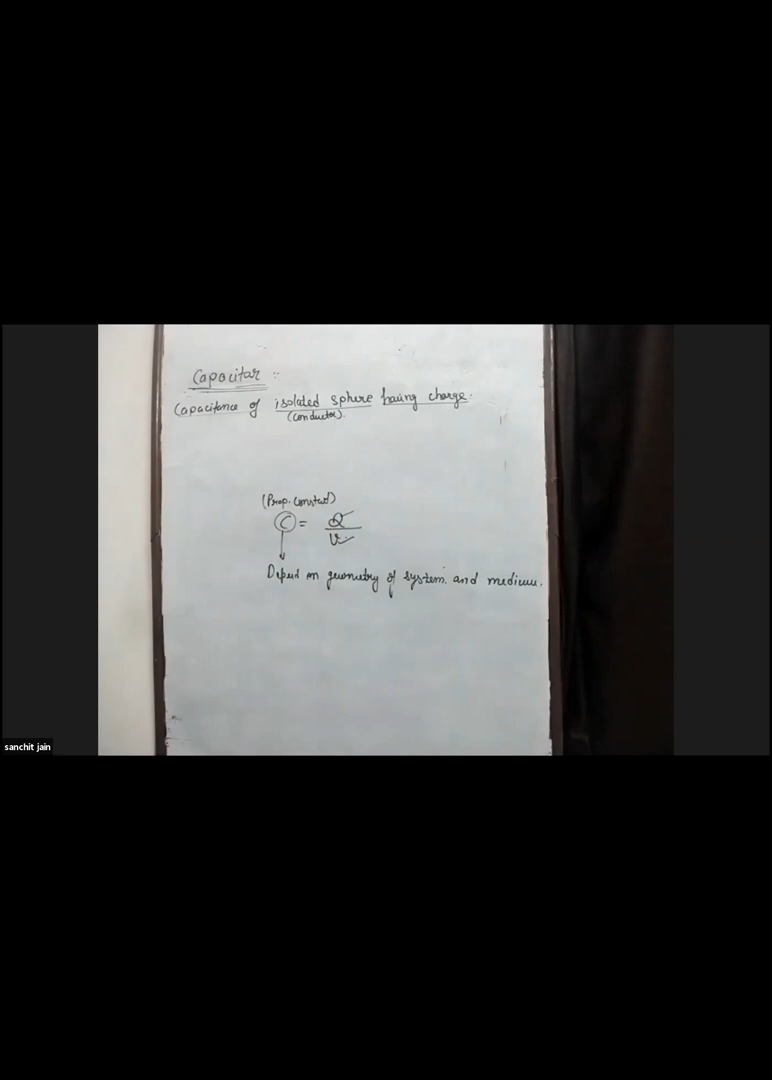 Capacitor :-
Capacitance of isolated sphere having charge.
(conductor).
(Prop. constant)
C = Q
V
Depend on geometry of system. and medium.
sanchit jain